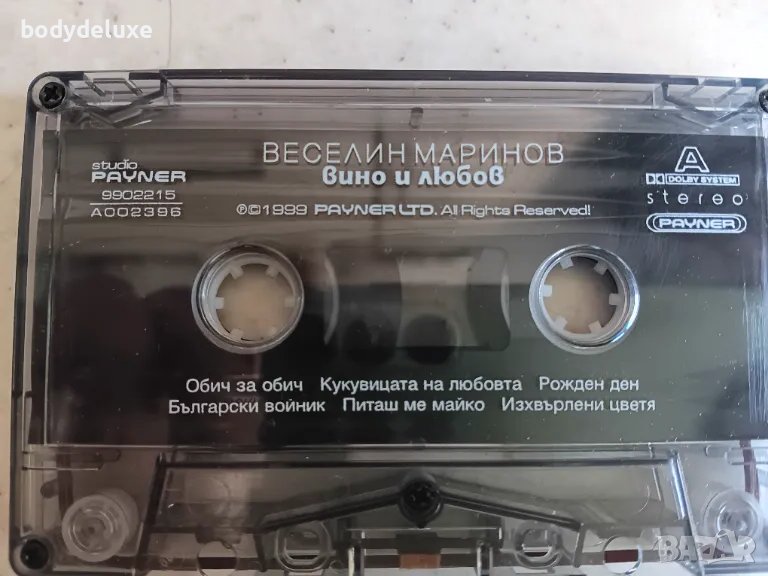 bodydeluxe
studio
PAYNER
9902215
A002396
ВЕСЕЛИН МАРИНОВ
вино и любов
℗©1999 PAYNER LTD. All Rights Reserved!
A
DOLBY SYSTEM
stereo
PAYNER
Обич за обич Кукувицата на любовта Рожден ден
Български войник Питаш ме майко Изхвърлени цветя
BAZAR